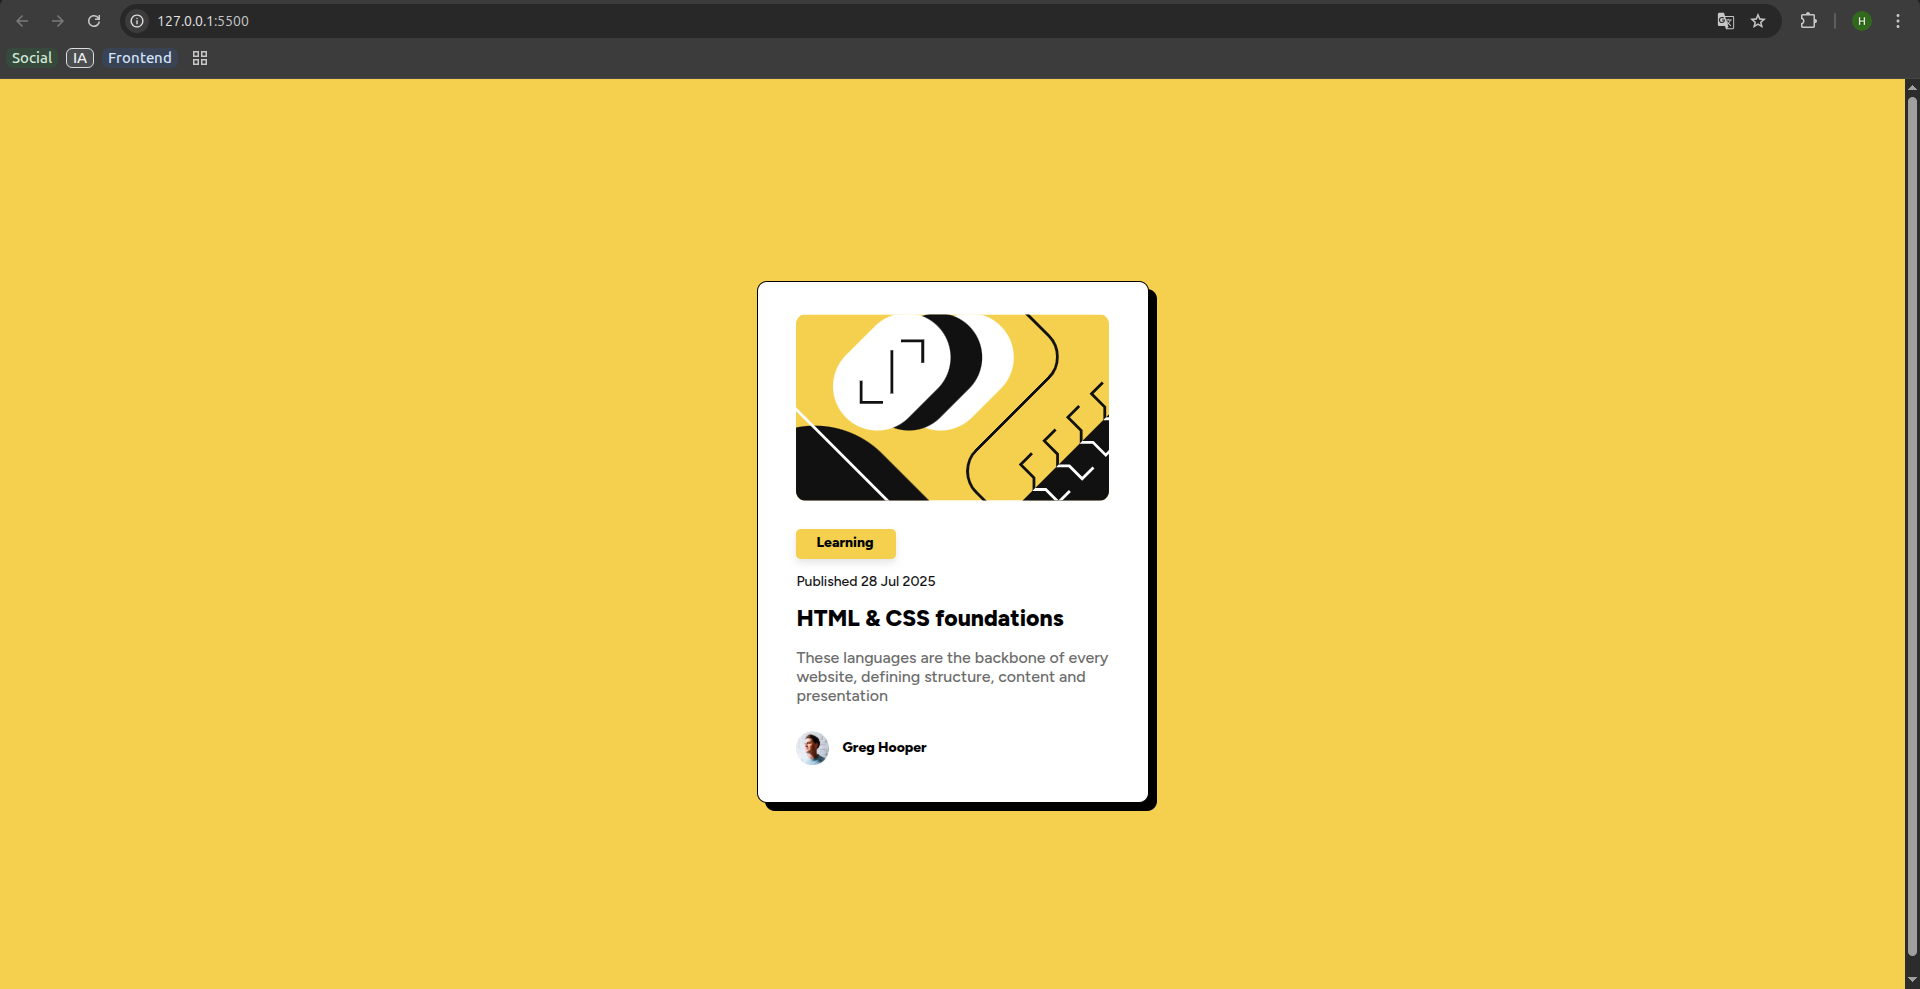 127.0.0.1:5500
H
Social IA Frontend
Learning
Published 28 Jul 2025
HTML & CSS foundations
These languages are the backbone of every
website, defining structure, content and
presentation
Greg Hooper